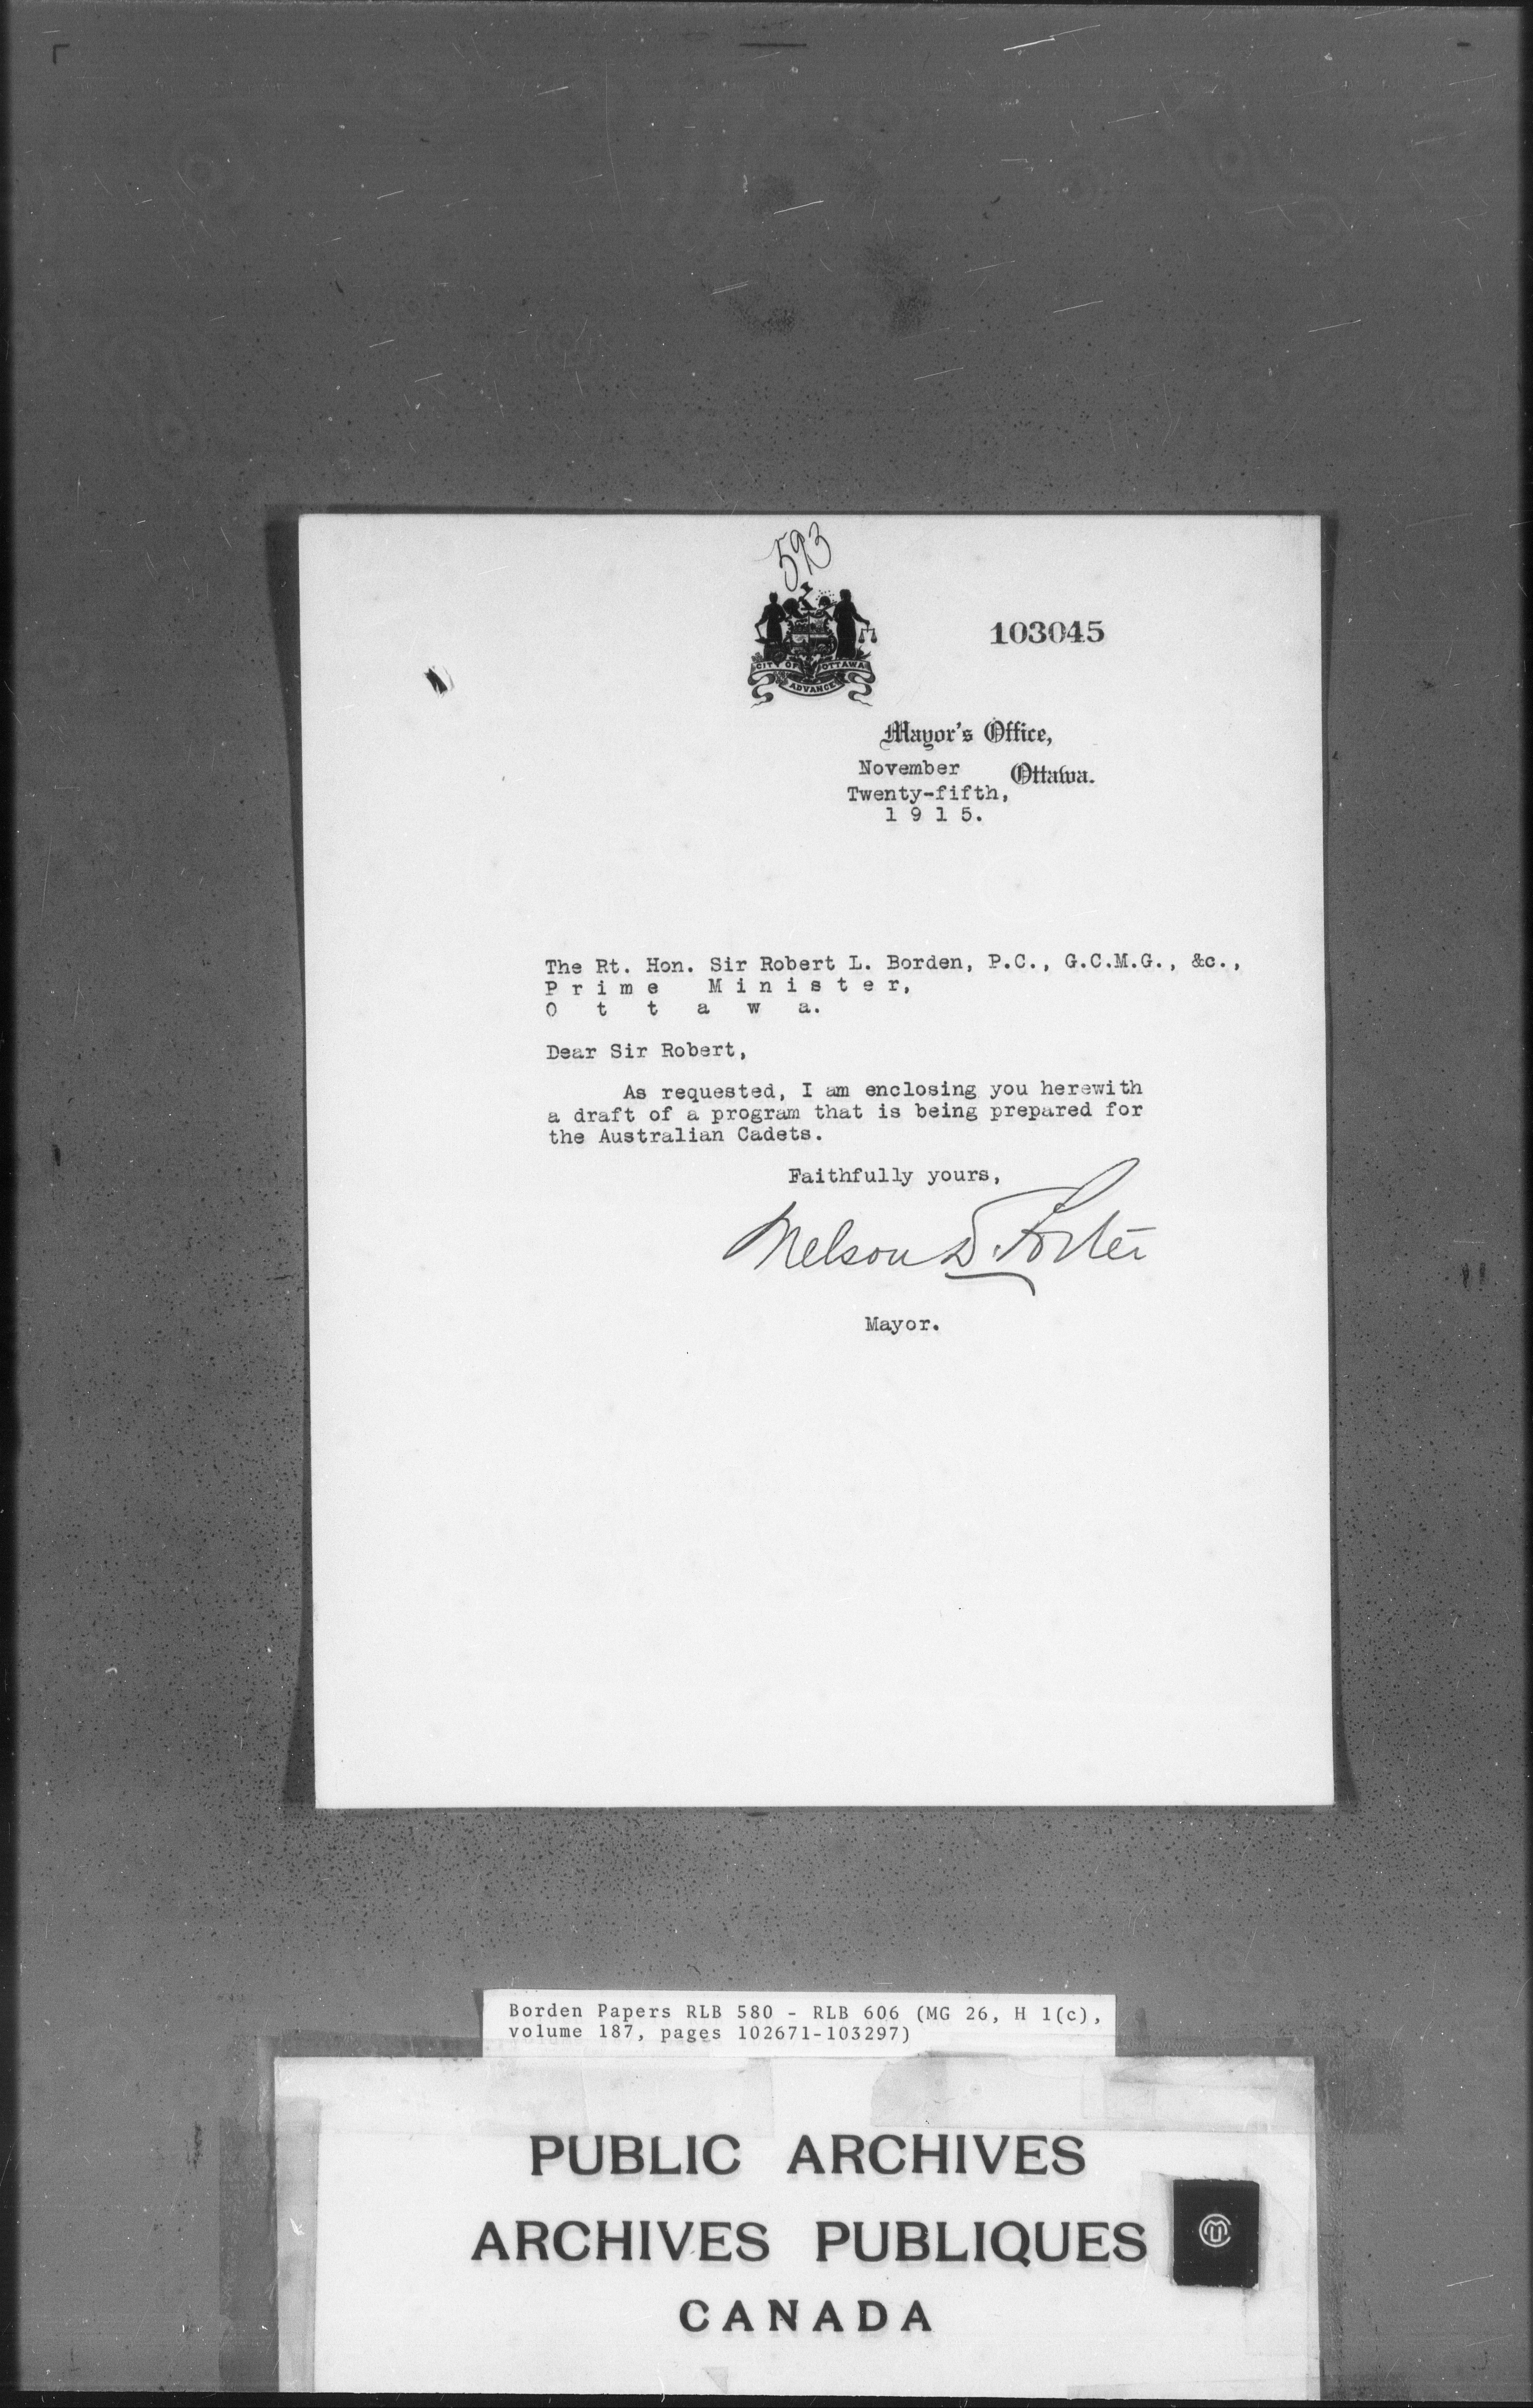 593
103045
CITY OF OTTAWA
ADVANCE
Mayor's Office,
November Ottawa.
Twenty-fifth,
1 9 1 5.
The Rt. Hon. Sir Robert L. Borden, P.C., G.C.M.G., &c.,
P r i m e M i n i s t e r,
O t t a w a.
Dear Sir Robert,
As requested, I am enclosing you herewith
a draft of a program that is being prepared for
the Australian Cadets.
Faithfully yours,
Nelson D. Porter
Mayor.
Borden Papers RLB 580 - RLB 606 (MG 26, H 1(c),
volume 187, pages 102671-103297)
PUBLIC ARCHIVES
ARCHIVES PUBLIQUES
CANADA